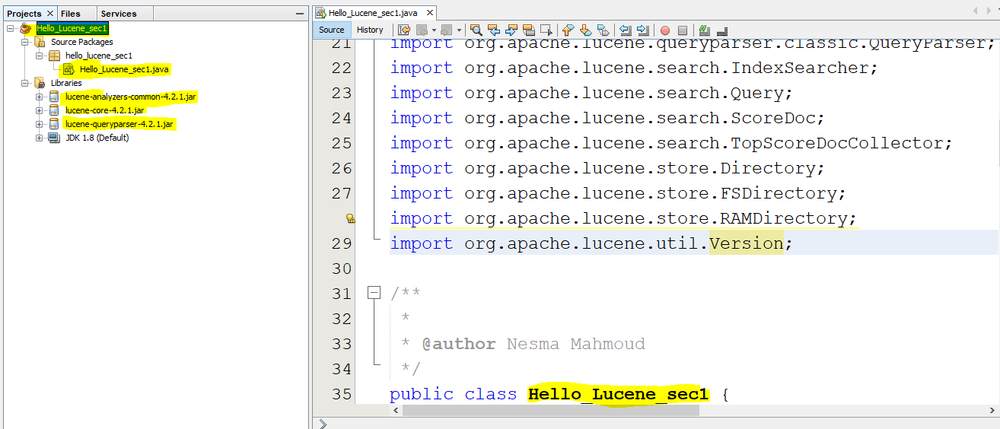 Projects Files Services
Hello_Lucene_sec1
Source Packages
hello_lucene_sec1
Hello_Lucene_sec1.java
Libraries
lucene-analyzers-common-4.2.1.jar
lucene-core-4.2.1.jar
lucene-queryparser-4.2.1.jar
JDK 1.8 (Default)
Hello_Lucene_sec1.java
Source History
21 import org.apache.lucene.queryparser.classic.QueryParser;
22 import org.apache.lucene.search.IndexSearcher;
23 import org.apache.lucene.search.Query;
24 import org.apache.lucene.search.ScoreDoc;
25 import org.apache.lucene.search.TopScoreDocCollector;
26 import org.apache.lucene.store.Directory;
27 import org.apache.lucene.store.FSDirectory;
import org.apache.lucene.store.RAMDirectory;
29 import org.apache.lucene.util.Version;
30
31 /**
32 *
33 * @author Nesma Mahmoud
34 */
35 public class Hello_Lucene_sec1 {